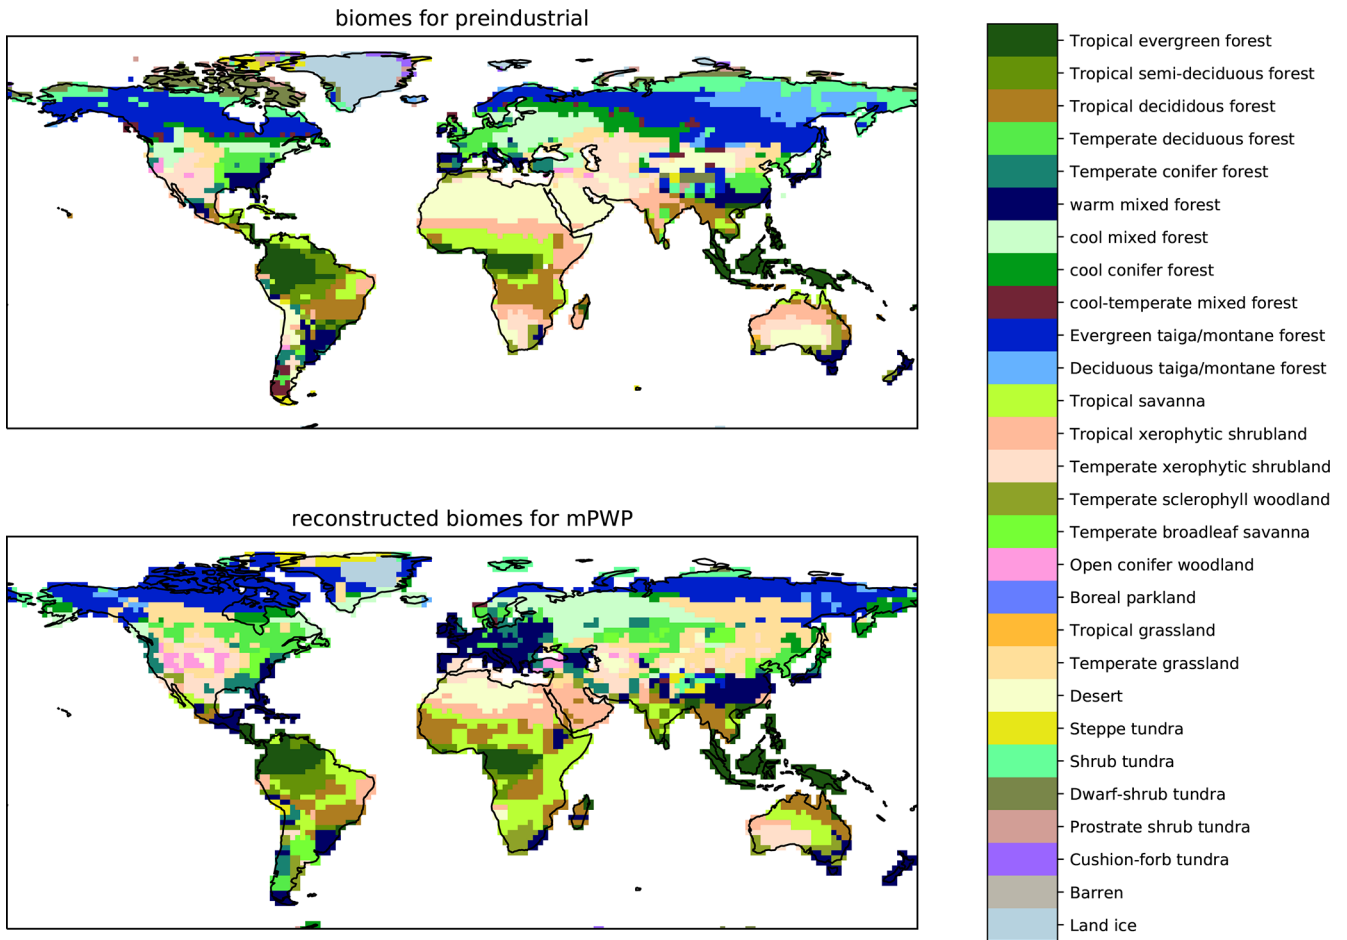 biomes for preindustrial
reconstructed biomes for mPWP
Tropical evergreen forest
Tropical semi-deciduous forest
Tropical decididous forest
Temperate deciduous forest
Temperate conifer forest
warm mixed forest
cool mixed forest
cool conifer forest
cool-temperate mixed forest
Evergreen taiga/montane forest
Deciduous taiga/montane forest
Tropical savanna
Tropical xerophytic shrubland
Temperate xerophytic shrubland
Temperate sclerophyll woodland
Temperate broadleaf savanna
Open conifer woodland
Boreal parkland
Tropical grassland
Temperate grassland
Desert
Steppe tundra
Shrub tundra
Dwarf-shrub tundra
Prostrate shrub tundra
Cushion-forb tundra
Barren
Land ice